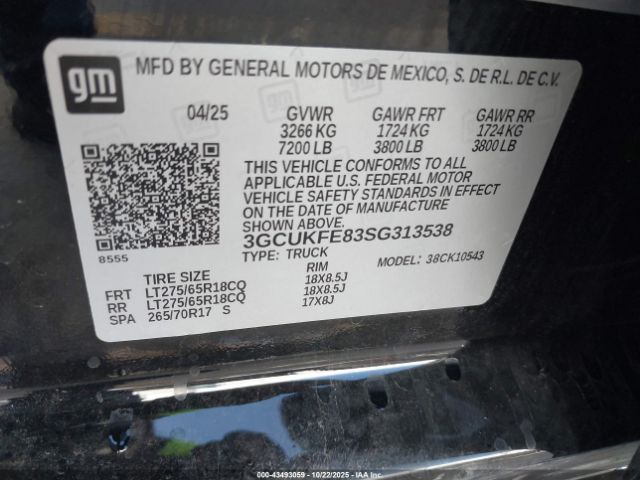 gm
MFD BY GENERAL MOTORS DE MEXICO, S. DE R.L. DE C.V.
04/25 GVWR GAWR FRT GAWR RR
3266 KG 1724 KG 1724 KG
7200 LB 3800 LB 3800 LB
THIS VEHICLE CONFORMS TO ALL
APPLICABLE U.S. FEDERAL MOTOR
VEHICLE SAFETY STANDARDS IN EFFECT
ON THE DATE OF MANUFACTURE
SHOWN ABOVE.
3GCUKFE83SG313538
8555 TYPE: TRUCK MODEL: 38CK10543
TIRE SIZE RIM
FRT LT275/65R18CQ 18X8.5J
RR LT275/65R18CQ 18X8.5J
SPA 265/70R17 S 17X8J
000-43493059 - 10/22/2025 - IAAI.COM